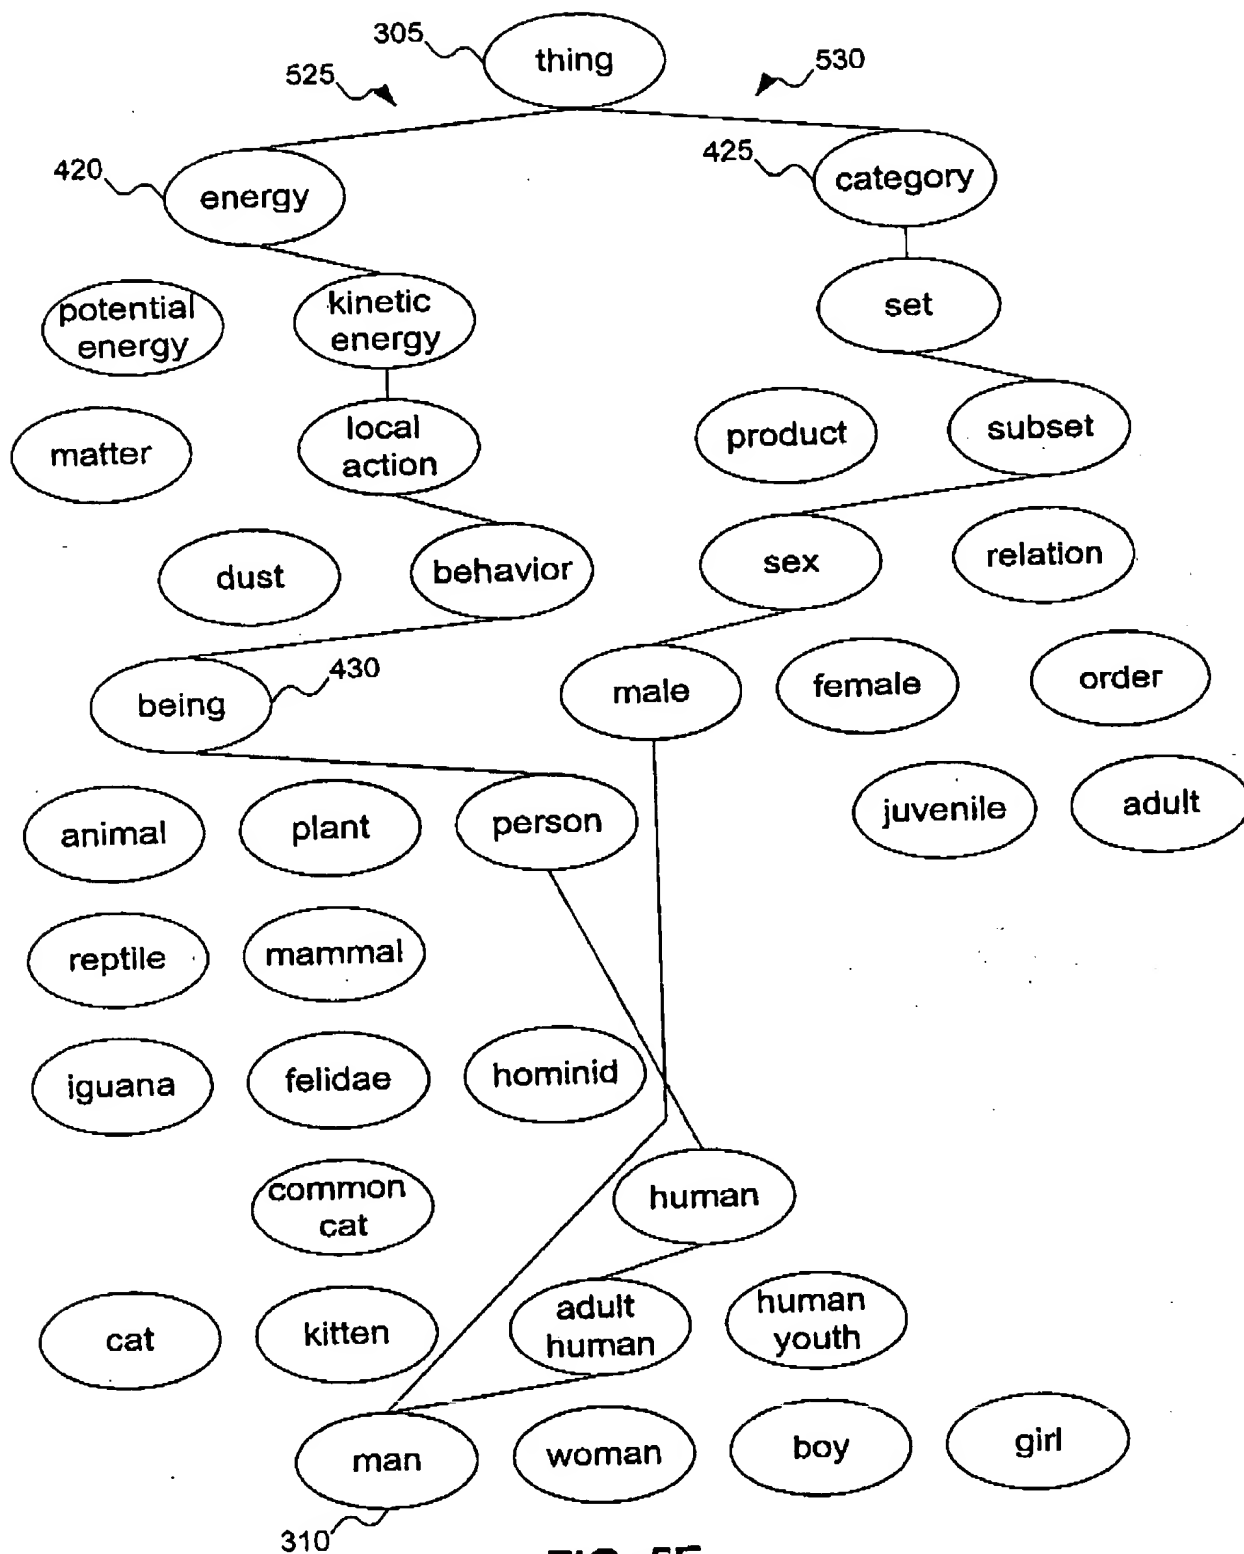 305
thing
530
525
420
energy
425
category
potential
energy
kinetic
energy
set
matter
local
action
product
subset
dust
behavior
sex
relation
being
430
male
female
order
animal
plant
person
juvenile
adult
reptile
mammal
iguana
felidae
hominid
common
cat
human
cat
kitten
adult
human
human
youth
man
woman
boy
girl
310